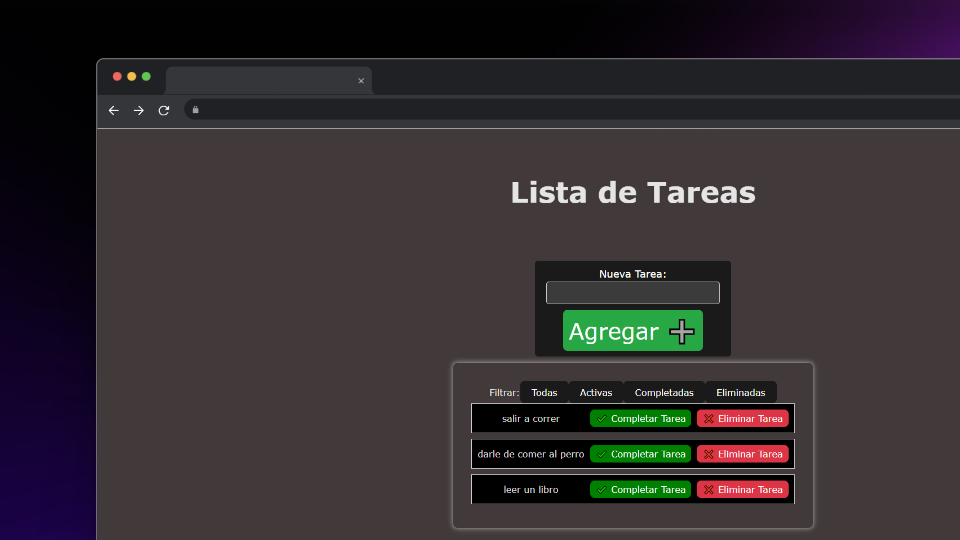 Lista de Tareas
Nueva Tarea:
Agregar
Filtrar: Todas Activas Completadas Eliminadas
salir a correr Completar Tarea Eliminar Tarea
darle de comer al perro Completar Tarea Eliminar Tarea
leer un libro Completar Tarea Eliminar Tarea